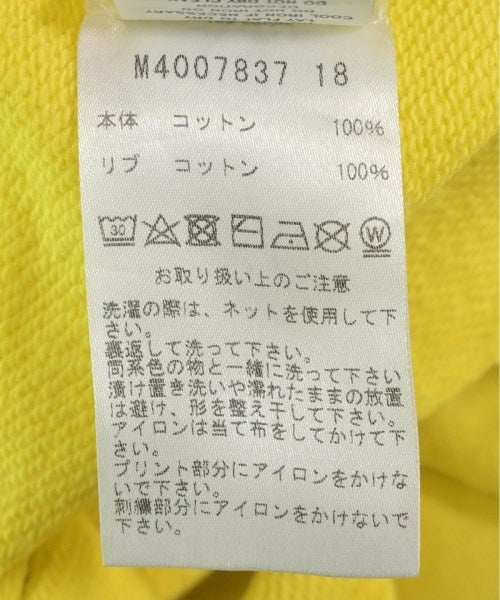 M4007837 18
本体 コットン 100%
リブ コットン 100%
30 W
お取り扱い上のご注意
洗濯の際は、ネットを使用して下
さい。
裏返して洗って下さい。
同系色の物と一緒に洗って下さい
漬け置き洗いや濡れたままの放置
は避け、形を整え干して下さい。
アイロンは当て布をしてかけて下
さい。
プリント部分にアイロンをかけな
いで下さい。
刺繍部分にアイロンをかけないで
下さい。